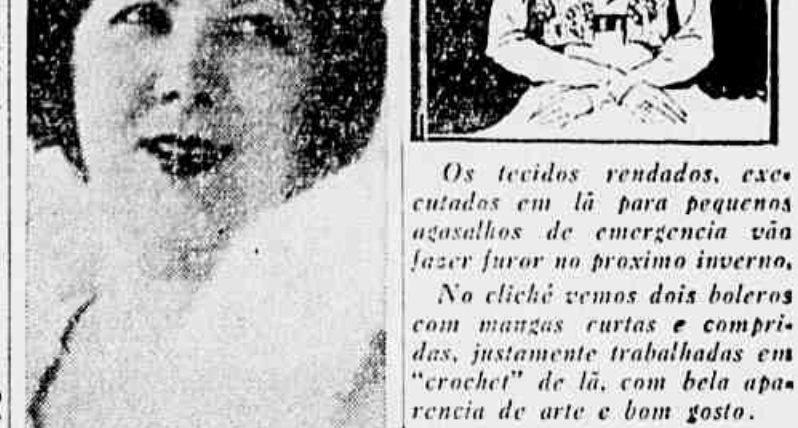 Os tecidos rendados, exe-
cutados em lã para pequenos
agasalhos de emergencia vão
fazer furor no proximo inverno.
No cliché vemos dois boleros
com mangas curtas e compri-
das, justamente trabalhadas em
"crochet" de lã, com bela apa-
rencia de arte e bom gosto.